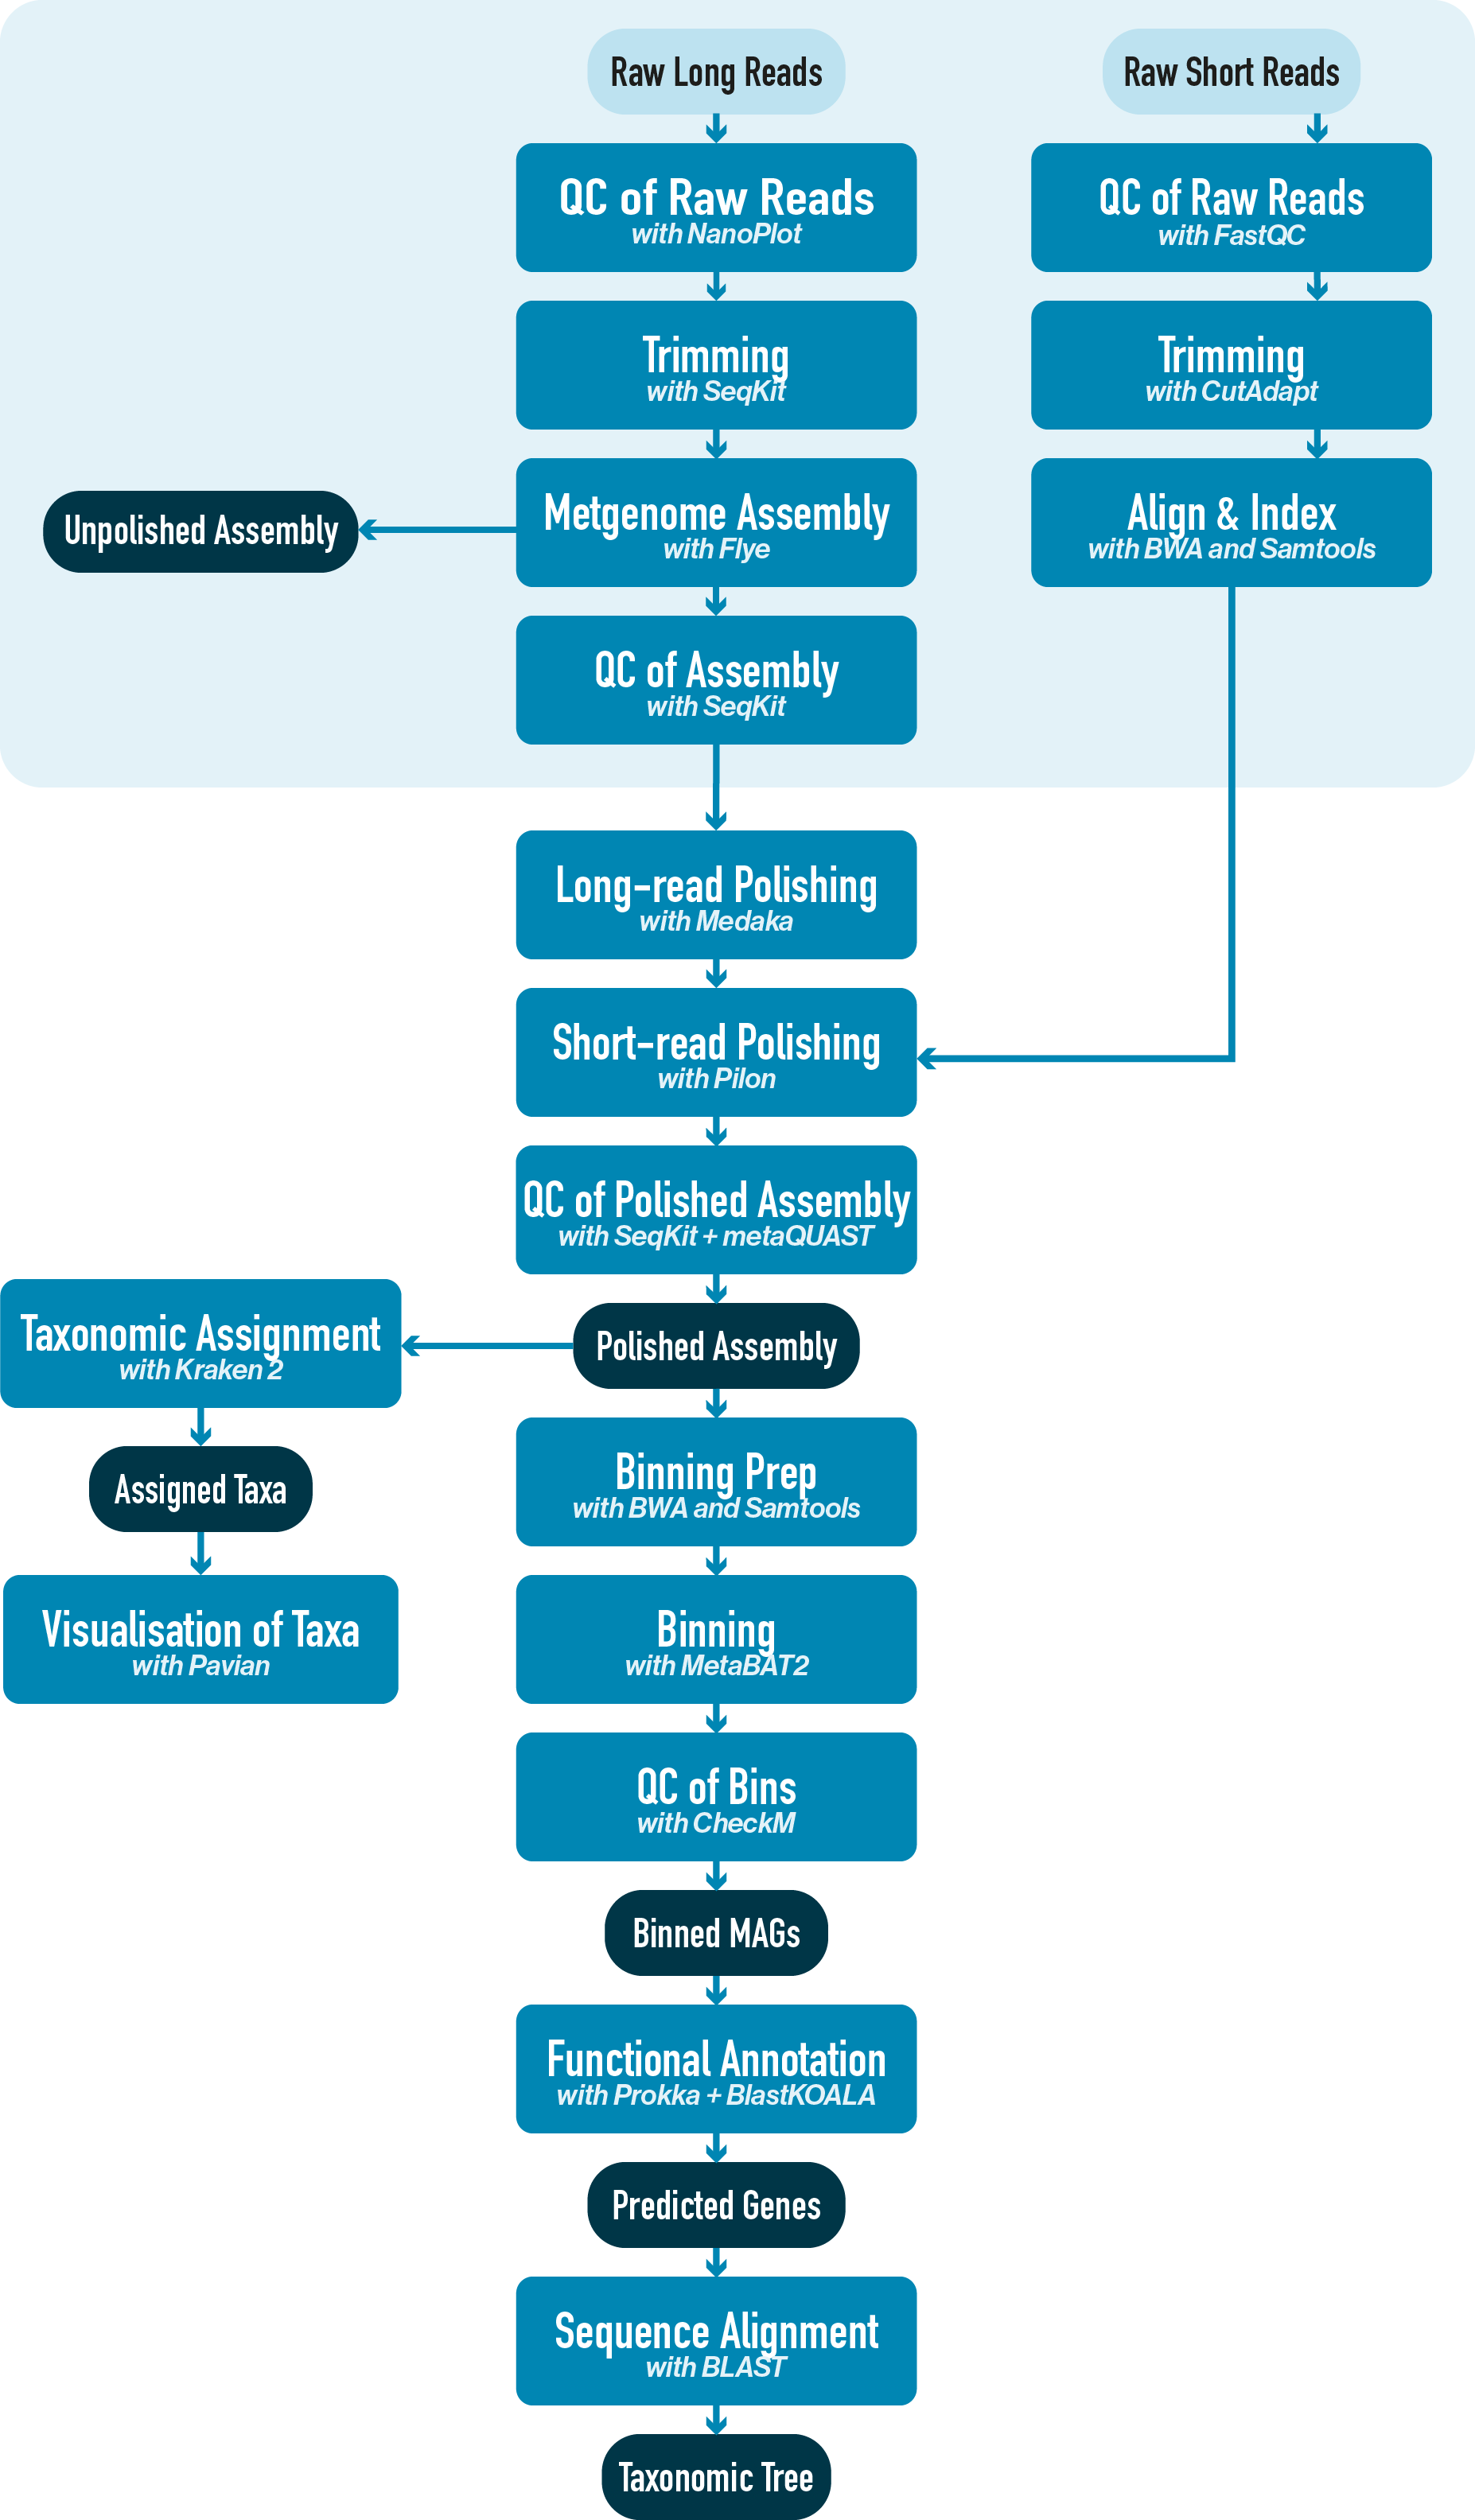 Raw Long Reads
Raw Short Reads
QC of Raw Reads
with NanoPlot
QC of Raw Reads
with FastQC
Trimming
with SeqKit
Trimming
with CutAdapt
Unpolished Assembly
Metgenome Assembly
with Flye
Align & Index
with BWA and Samtools
QC of Assembly
with SeqKit
Long-read Polishing
with Medaka
Short-read Polishing
with Pilon
QC of Polished Assembly
with SeqKit + metaQUAST
Taxonomic Assignment
with Kraken 2
Polished Assembly
Assigned Taxa
Binning Prep
with BWA and Samtools
Visualisation of Taxa
with Pavian
Binning
with MetaBAT2
QC of Bins
with CheckM
Binned MAGs
Functional Annotation
with Prokka + BlastKOALA
Predicted Genes
Sequence Alignment
with BLAST
Taxonomic Tree